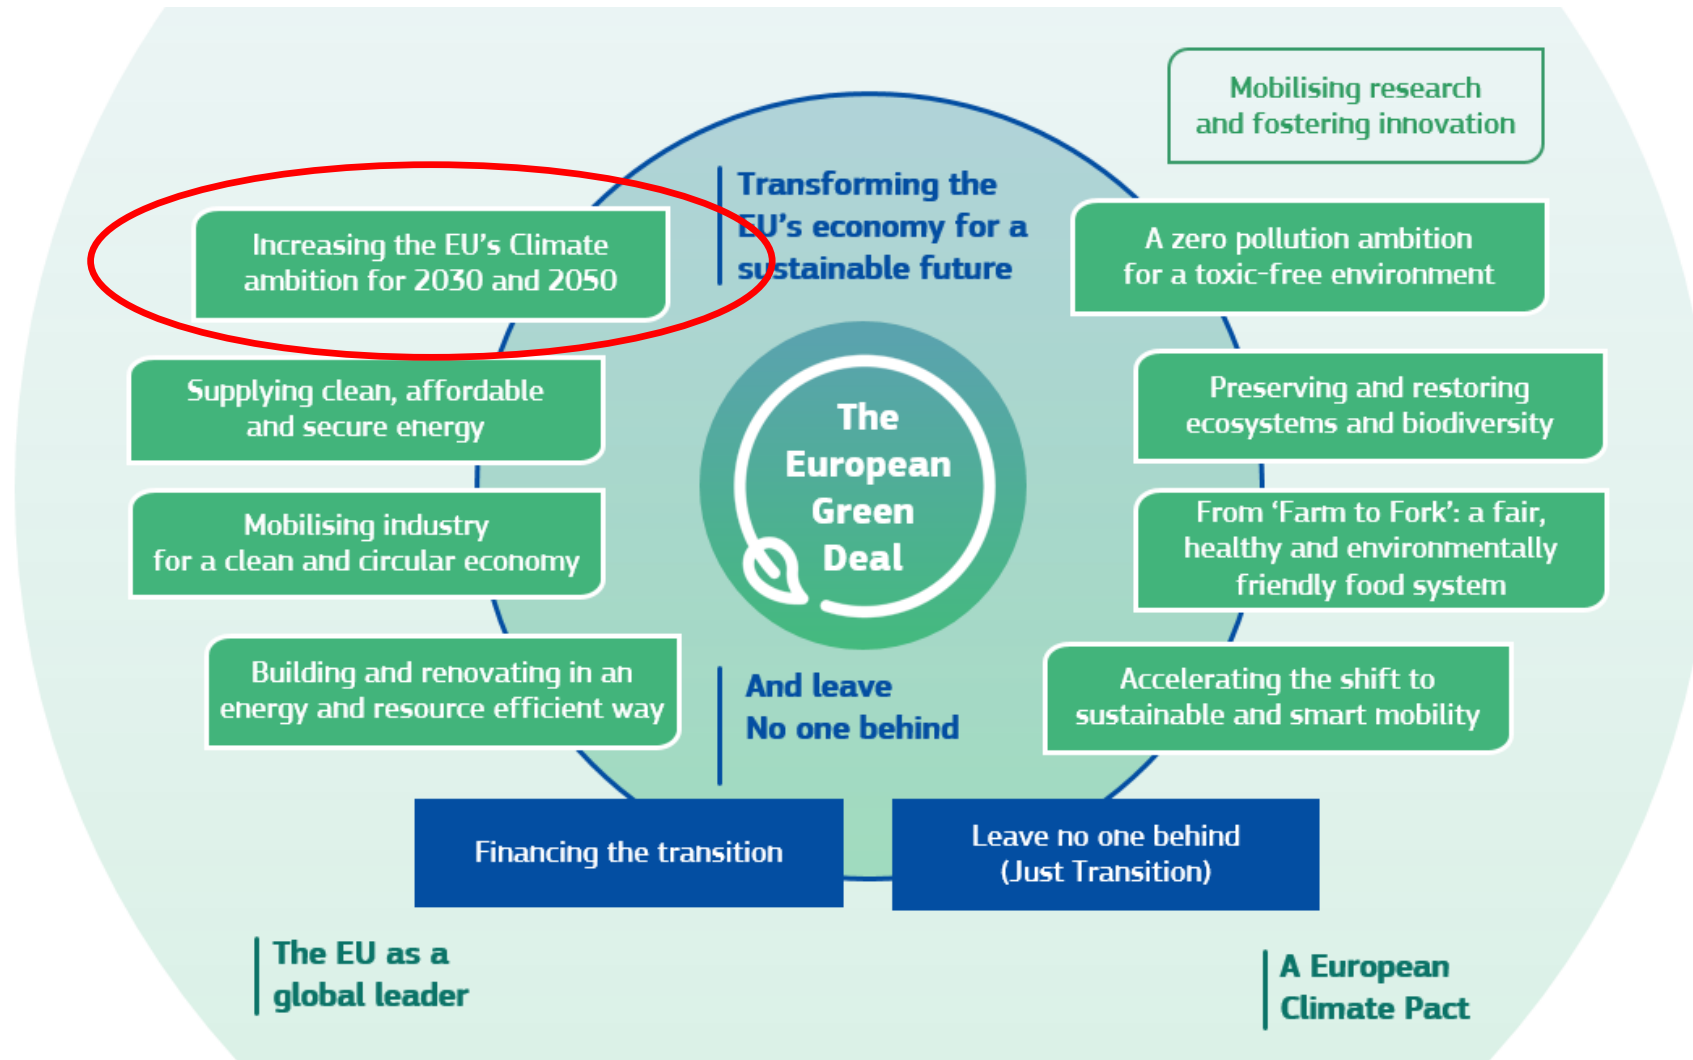 Mobilising research
and fostering innovation
Transforming the
EU's economy for a
sustainable future
Increasing the EU's Climate
ambition for 2030 and 2050
Supplying clean, affordable
and secure energy
Mobilising industry
for a clean and circular economy
Building and renovating in an
energy and resource efficient way
The
European
Green
Deal
A zero pollution ambition
for a toxic-free environment
Preserving and restoring
ecosystems and biodiversity
From ‘Farm to Fork’: a fair,
healthy and environmentally
friendly food system
Accelerating the shift to
sustainable and smart mobility
And leave
No one behind
Financing the transition
Leave no one behind
(Just Transition)
The EU as a
global leader
A European
Climate Pact